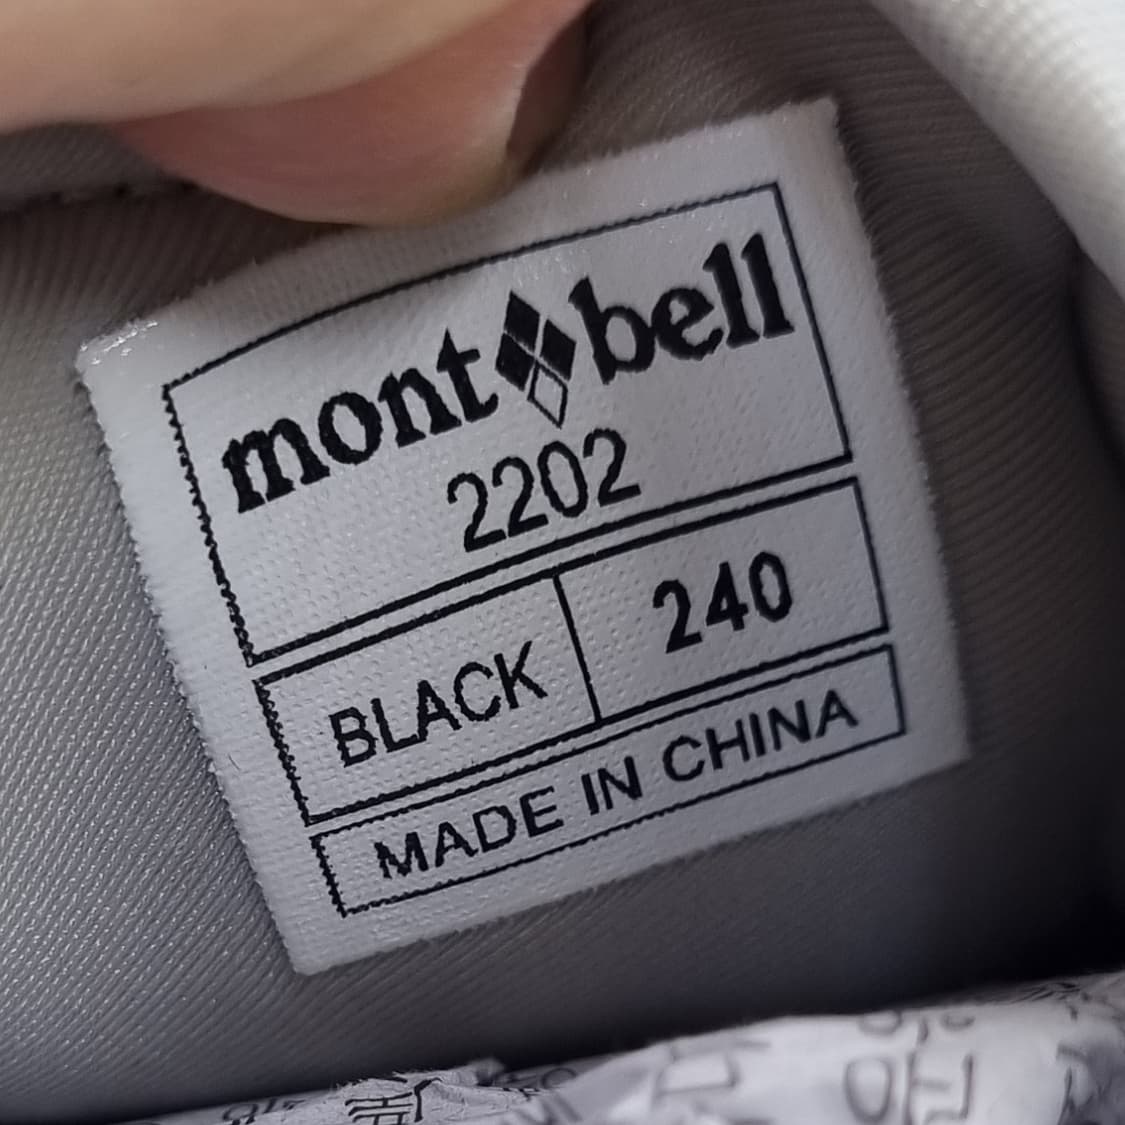 mont bell
2202
BLACK 240
MADE IN CHINA